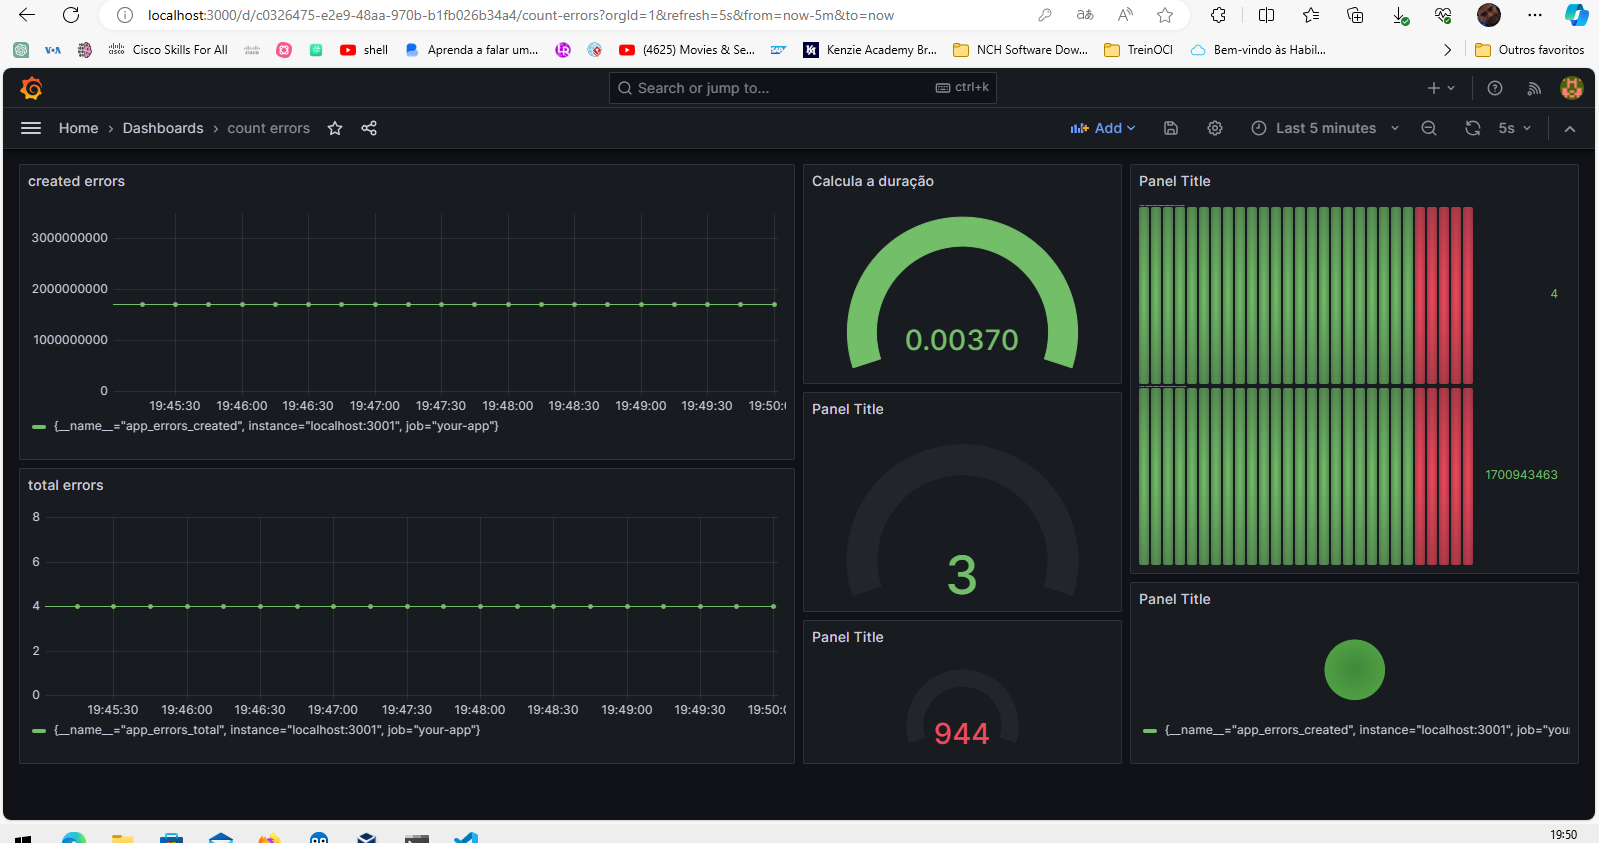 localhost:3000/d/c0326475-e2e9-48aa-970b-b1fb026b34a4/count-errors?orgId=1&refresh=5s&from=now-5m&to=now
VOA
Cisco Skills For All
shell
Aprenda a falar um...
(4625) Movies & Se...
Kenzie Academy Br...
NCH Software Dow...
TreinOCI
Bem-vindo às Habil...
Outros favoritos
Search or jump to...
ctrl+k
Home › Dashboards › count errors
Add
Last 5 minutes
5s
created errors
3000000000
2000000000
1000000000
0
19:45:30 19:46:00 19:46:30 19:47:00 19:47:30 19:48:00 19:48:30 19:49:00 19:49:30 19:50:0
{__name__="app_errors_created", instance="localhost:3001", job="your-app"}
total errors
8
6
4
2
0
19:45:30 19:46:00 19:46:30 19:47:00 19:47:30 19:48:00 19:48:30 19:49:00 19:49:30 19:50:0
{__name__="app_errors_total", instance="localhost:3001", job="your-app"}
Calcula a duração
0.00370
Panel Title
3
Panel Title
944
Panel Title
4
1700943463
Panel Title
{__name__="app_errors_created", instance="localhost:3001", job="you
19:50